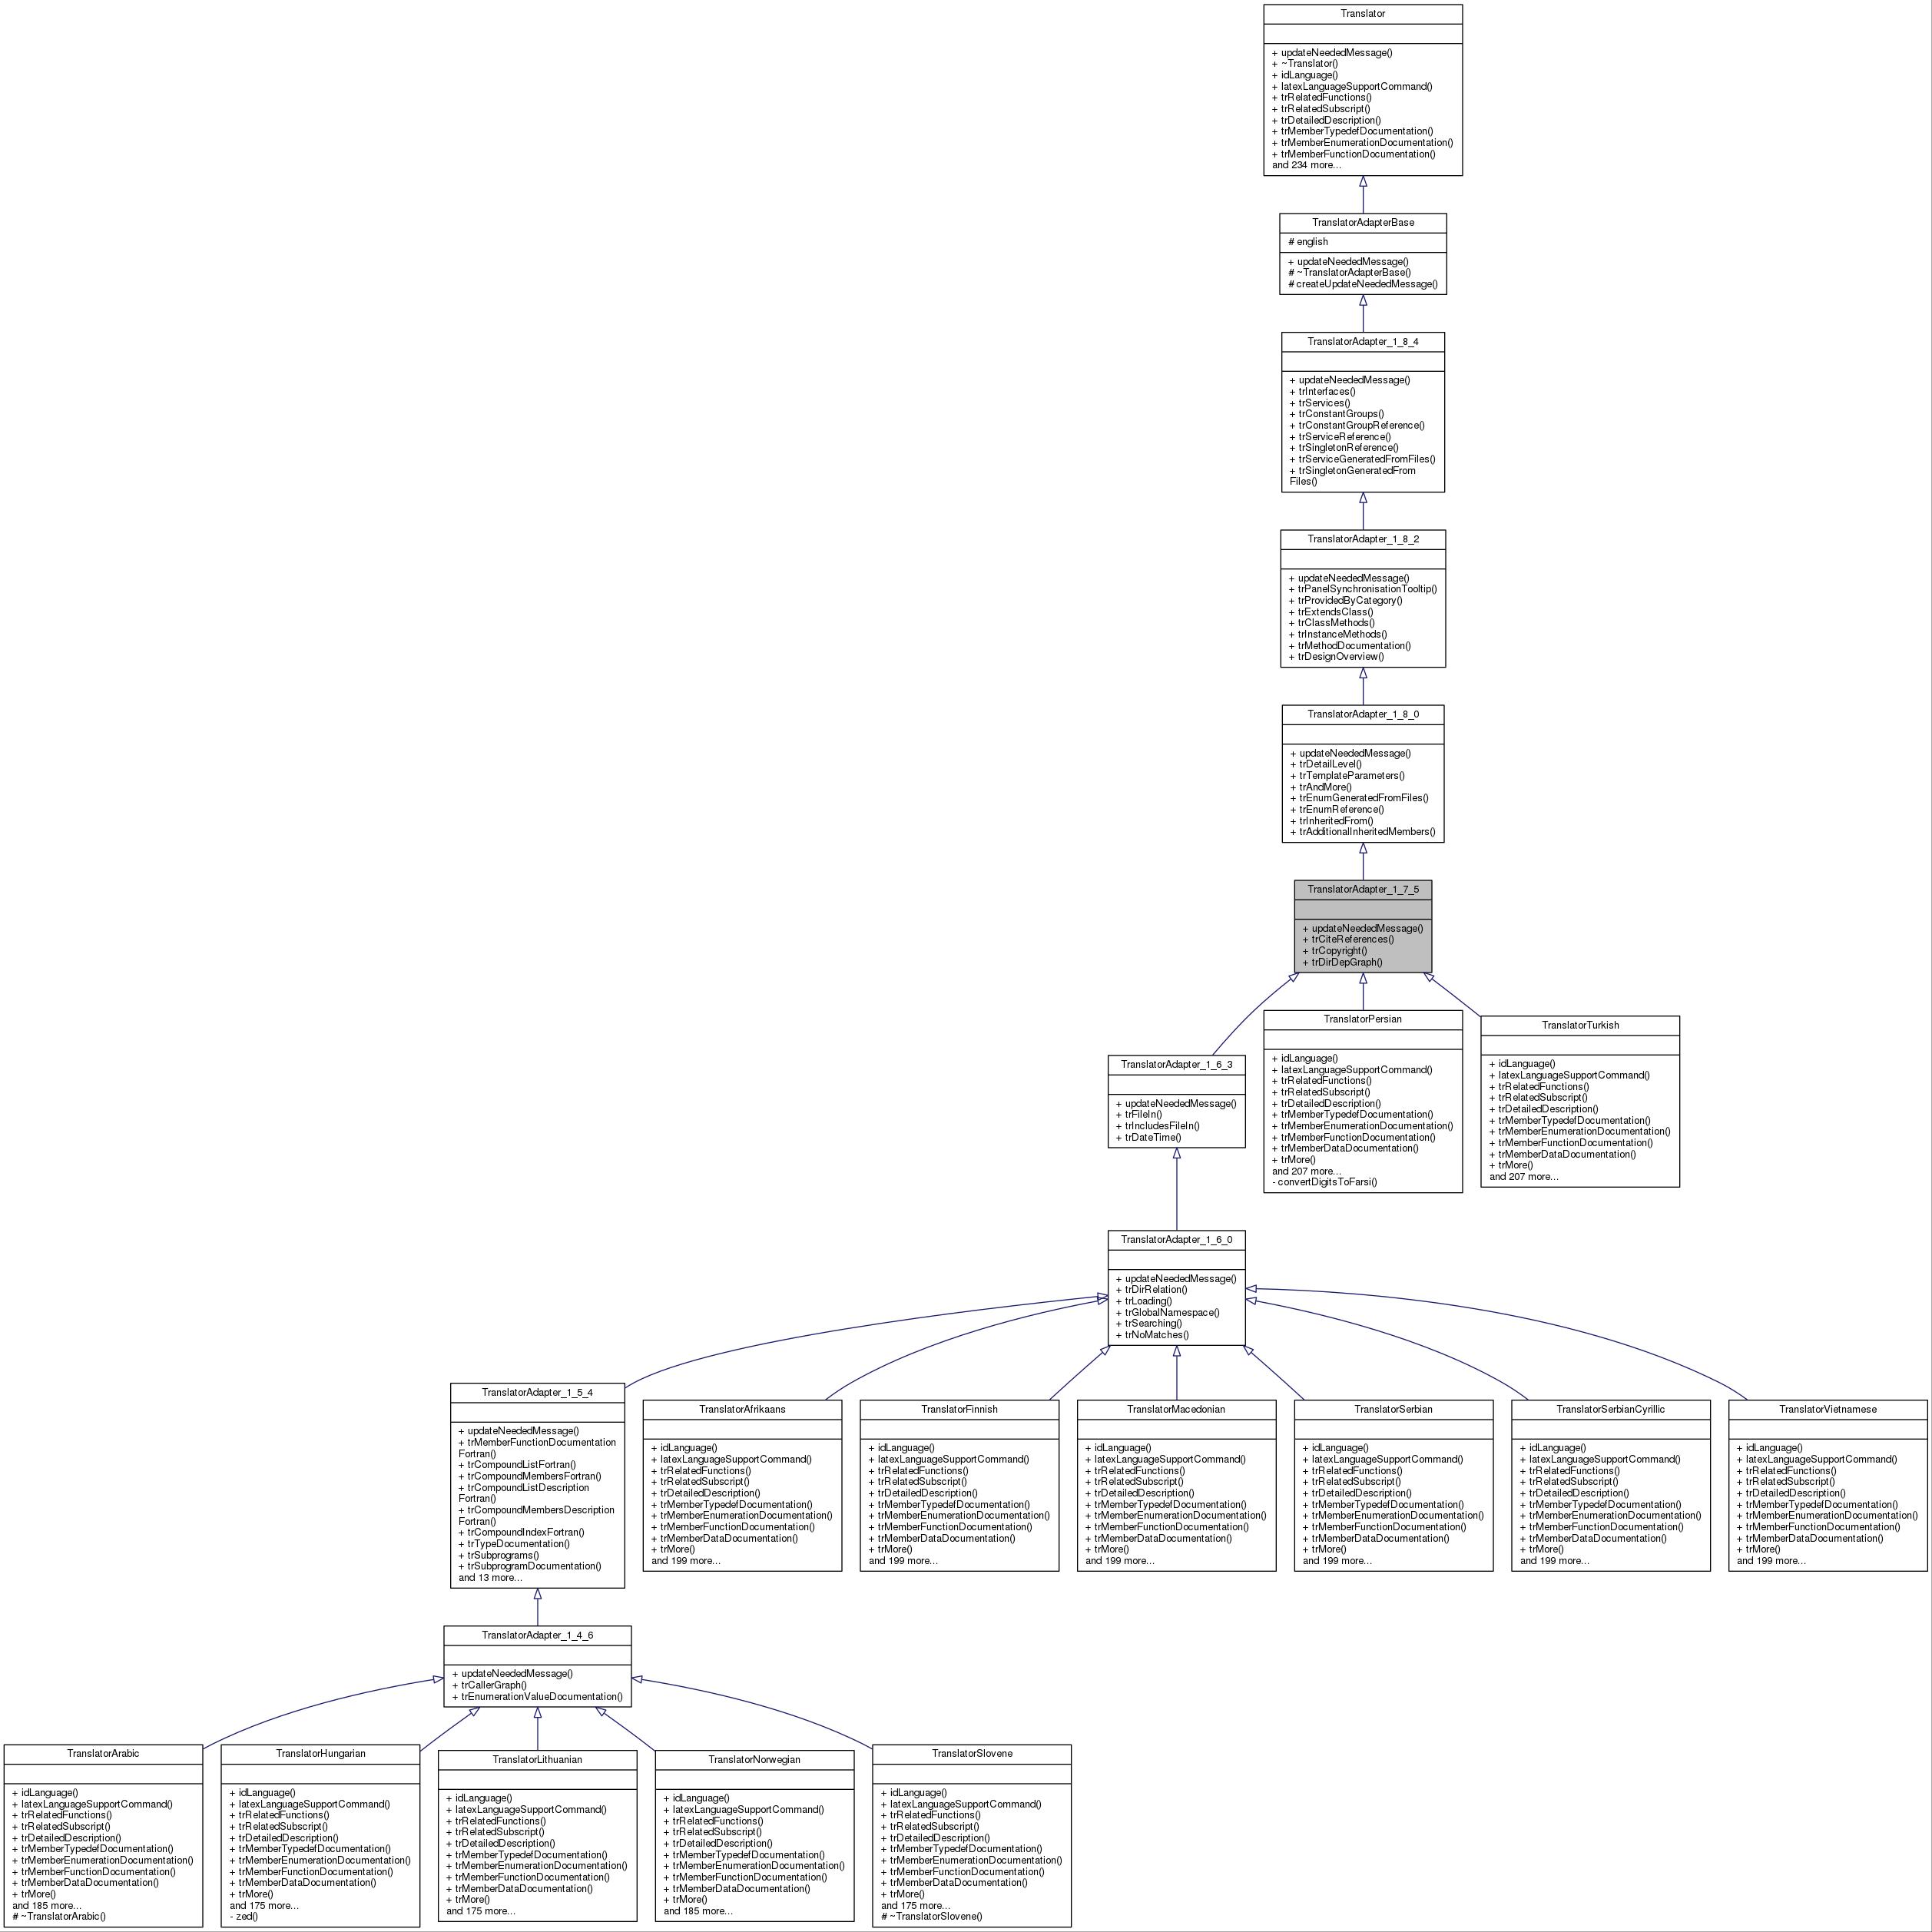 Translator
+ updateNeededMessage()
+ ~Translator()
+ idLanguage()
+ latexLanguageSupportCommand()
+ trRelatedFunctions()
+ trRelatedSubscript()
+ trDetailedDescription()
+ trMemberTypedefDocumentation()
+ trMemberEnumerationDocumentation()
+ trMemberFunctionDocumentation()
and 234 more...
TranslatorAdapterBase
# english
+ updateNeededMessage()
# ~TranslatorAdapterBase()
# createUpdateNeededMessage()
TranslatorAdapter_1_8_4
+ updateNeededMessage()
+ trInterfaces()
+ trServices()
+ trConstantGroups()
+ trConstantGroupReference()
+ trServiceReference()
+ trSingletonReference()
+ trServiceGeneratedFromFiles()
+ trSingletonGeneratedFrom
Files()
TranslatorAdapter_1_8_2
+ updateNeededMessage()
+ trPanelSynchronisationTooltip()
+ trProvidedByCategory()
+ trExtendsClass()
+ trClassMethods()
+ trInstanceMethods()
+ trMethodDocumentation()
+ trDesignOverview()
TranslatorAdapter_1_8_0
+ updateNeededMessage()
+ trDetailLevel()
+ trTemplateParameters()
+ trAndMore()
+ trEnumGeneratedFromFiles()
+ trEnumReference()
+ trInheritedFrom()
+ trAdditionalInheritedMembers()
TranslatorAdapter_1_7_5
+ updateNeededMessage()
+ trCiteReferences()
+ trCopyright()
+ trDirDepGraph()
TranslatorAdapter_1_6_3
+ updateNeededMessage()
+ trFileIn()
+ trIncludesFileIn()
+ trDateTime()
TranslatorPersian
+ idLanguage()
+ latexLanguageSupportCommand()
+ trRelatedFunctions()
+ trRelatedSubscript()
+ trDetailedDescription()
+ trMemberTypedefDocumentation()
+ trMemberEnumerationDocumentation()
+ trMemberFunctionDocumentation()
+ trMemberDataDocumentation()
+ trMore()
and 207 more...
- convertDigitsToFarsi()
TranslatorTurkish
+ idLanguage()
+ latexLanguageSupportCommand()
+ trRelatedFunctions()
+ trRelatedSubscript()
+ trDetailedDescription()
+ trMemberTypedefDocumentation()
+ trMemberEnumerationDocumentation()
+ trMemberFunctionDocumentation()
+ trMemberDataDocumentation()
+ trMore()
and 207 more...
TranslatorAdapter_1_6_0
+ updateNeededMessage()
+ trDirRelation()
+ trLoading()
+ trGlobalNamespace()
+ trSearching()
+ trNoMatches()
TranslatorAdapter_1_5_4
+ updateNeededMessage()
+ trMemberFunctionDocumentation
Fortran()
+ trCompoundListFortran()
+ trCompoundMembersFortran()
+ trCompoundListDescription
Fortran()
+ trCompoundMembersDescription
Fortran()
+ trCompoundIndexFortran()
+ trTypeDocumentation()
+ trSubprograms()
+ trSubprogramDocumentation()
and 13 more...
TranslatorAfrikaans
+ idLanguage()
+ latexLanguageSupportCommand()
+ trRelatedFunctions()
+ trRelatedSubscript()
+ trDetailedDescription()
+ trMemberTypedefDocumentation()
+ trMemberEnumerationDocumentation()
+ trMemberFunctionDocumentation()
+ trMemberDataDocumentation()
+ trMore()
and 199 more...
TranslatorFinnish
+ idLanguage()
+ latexLanguageSupportCommand()
+ trRelatedFunctions()
+ trRelatedSubscript()
+ trDetailedDescription()
+ trMemberTypedefDocumentation()
+ trMemberEnumerationDocumentation()
+ trMemberFunctionDocumentation()
+ trMemberDataDocumentation()
+ trMore()
and 199 more...
TranslatorMacedonian
+ idLanguage()
+ latexLanguageSupportCommand()
+ trRelatedFunctions()
+ trRelatedSubscript()
+ trDetailedDescription()
+ trMemberTypedefDocumentation()
+ trMemberEnumerationDocumentation()
+ trMemberFunctionDocumentation()
+ trMemberDataDocumentation()
+ trMore()
and 199 more...
TranslatorSerbian
+ idLanguage()
+ latexLanguageSupportCommand()
+ trRelatedFunctions()
+ trRelatedSubscript()
+ trDetailedDescription()
+ trMemberTypedefDocumentation()
+ trMemberEnumerationDocumentation()
+ trMemberFunctionDocumentation()
+ trMemberDataDocumentation()
+ trMore()
and 199 more...
TranslatorSerbianCyrillic
+ idLanguage()
+ latexLanguageSupportCommand()
+ trRelatedFunctions()
+ trRelatedSubscript()
+ trDetailedDescription()
+ trMemberTypedefDocumentation()
+ trMemberEnumerationDocumentation()
+ trMemberFunctionDocumentation()
+ trMemberDataDocumentation()
+ trMore()
and 199 more...
TranslatorVietnamese
+ idLanguage()
+ latexLanguageSupportCommand()
+ trRelatedFunctions()
+ trRelatedSubscript()
+ trDetailedDescription()
+ trMemberTypedefDocumentation()
+ trMemberEnumerationDocumentation()
+ trMemberFunctionDocumentation()
+ trMemberDataDocumentation()
+ trMore()
and 199 more...
TranslatorAdapter_1_4_6
+ updateNeededMessage()
+ trCallerGraph()
+ trEnumerationValueDocumentation()
TranslatorArabic
+ idLanguage()
+ latexLanguageSupportCommand()
+ trRelatedFunctions()
+ trRelatedSubscript()
+ trDetailedDescription()
+ trMemberTypedefDocumentation()
+ trMemberEnumerationDocumentation()
+ trMemberFunctionDocumentation()
+ trMemberDataDocumentation()
+ trMore()
and 185 more...
# ~TranslatorArabic()
TranslatorHungarian
+ idLanguage()
+ latexLanguageSupportCommand()
+ trRelatedFunctions()
+ trRelatedSubscript()
+ trDetailedDescription()
+ trMemberTypedefDocumentation()
+ trMemberEnumerationDocumentation()
+ trMemberFunctionDocumentation()
+ trMemberDataDocumentation()
+ trMore()
and 175 more...
- zed()
TranslatorLithuanian
+ idLanguage()
+ latexLanguageSupportCommand()
+ trRelatedFunctions()
+ trRelatedSubscript()
+ trDetailedDescription()
+ trMemberTypedefDocumentation()
+ trMemberEnumerationDocumentation()
+ trMemberFunctionDocumentation()
+ trMemberDataDocumentation()
+ trMore()
and 175 more...
TranslatorNorwegian
+ idLanguage()
+ latexLanguageSupportCommand()
+ trRelatedFunctions()
+ trRelatedSubscript()
+ trDetailedDescription()
+ trMemberTypedefDocumentation()
+ trMemberEnumerationDocumentation()
+ trMemberFunctionDocumentation()
+ trMemberDataDocumentation()
+ trMore()
and 185 more...
TranslatorSlovene
+ idLanguage()
+ latexLanguageSupportCommand()
+ trRelatedFunctions()
+ trRelatedSubscript()
+ trDetailedDescription()
+ trMemberTypedefDocumentation()
+ trMemberEnumerationDocumentation()
+ trMemberFunctionDocumentation()
+ trMemberDataDocumentation()
+ trMore()
and 175 more...
# ~TranslatorSlovene()